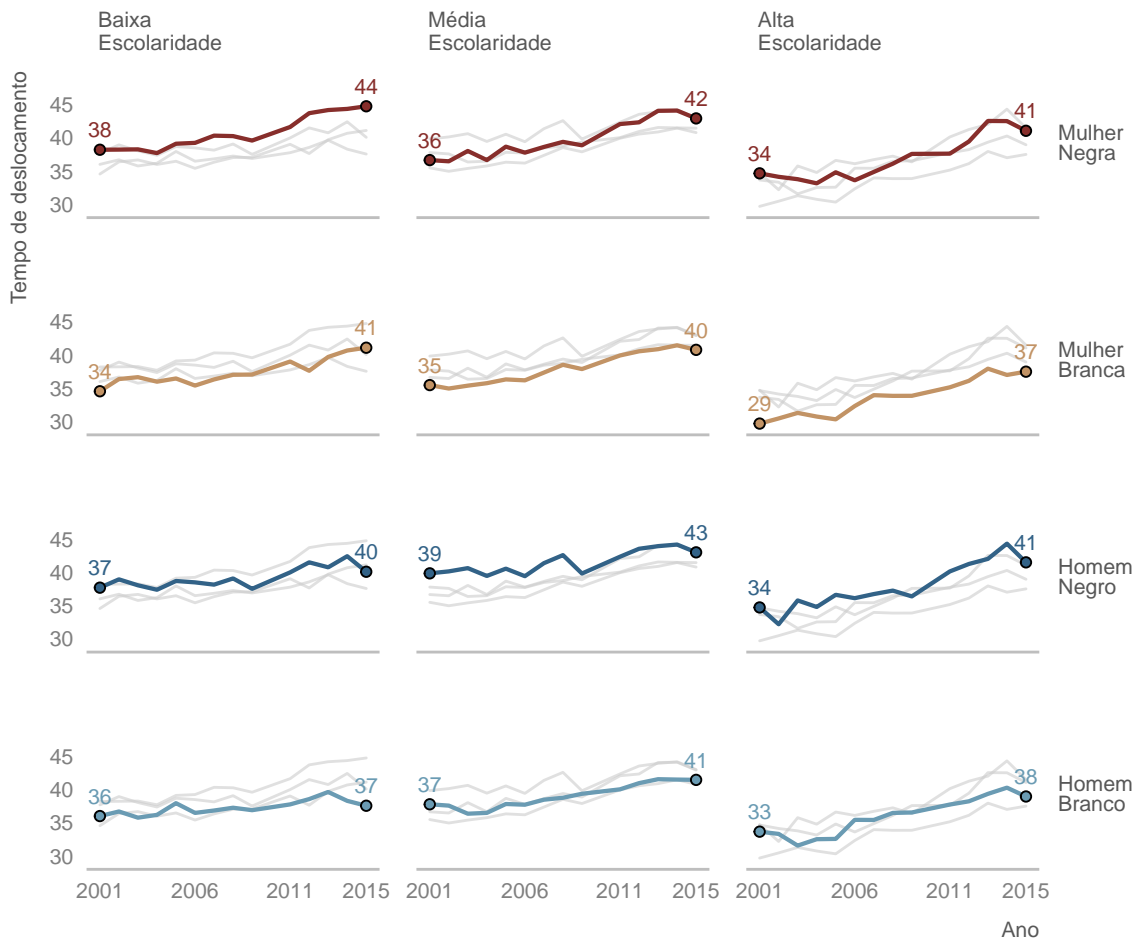 Baixa
Escolaridade
Média
Escolaridade
Alta
Escolaridade
Tempo de deslocamento
45
40
35
30
38
44
36
42
34
41
Mulher
Negra
45
40
35
30
34
41
35
40
29
37
Mulher
Branca
45
40
35
30
37
40
39
43
34
41
Homem
Negro
45
40
35
30
36
37
37
41
33
38
Homem
Branco
2001 2006 2011 2015 2001 2006 2011 2015 2001 2006 2011 2015
Ano